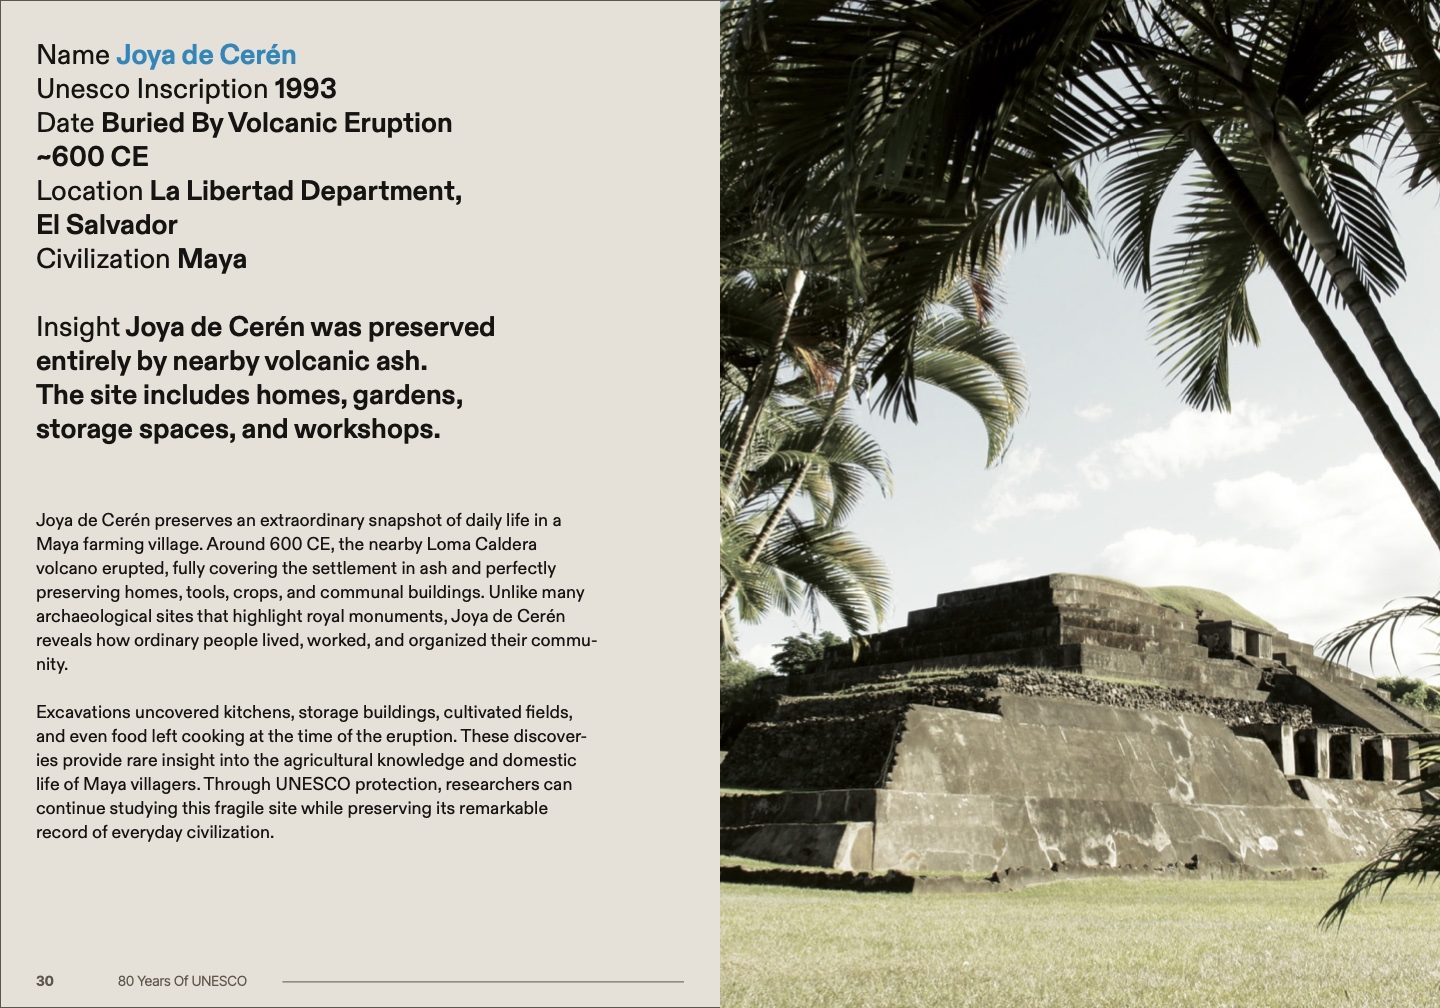 Name Joya de Cerén
Unesco Inscription 1993
Date Buried By Volcanic Eruption
~600 CE
Location La Libertad Department,
El Salvador
Civilization Maya
Insight Joya de Cerén was preserved
entirely by nearby volcanic ash.
The site includes homes, gardens,
storage spaces, and workshops.
Joya de Cerén preserves an extraordinary snapshot of daily life in a
Maya farming village. Around 600 CE, the nearby Loma Caldera
volcano erupted, fully covering the settlement in ash and perfectly
preserving homes, tools, crops, and communal buildings. Unlike many
archaeological sites that highlight royal monuments, Joya de Cerén
reveals how ordinary people lived, worked, and organized their commu-
nity.
Excavations uncovered kitchens, storage buildings, cultivated fields,
and even food left cooking at the time of the eruption. These discover-
ies provide rare insight into the agricultural knowledge and domestic
life of Maya villagers. Through UNESCO protection, researchers can
continue studying this fragile site while preserving its remarkable
record of everyday civilization.
30 80 Years Of UNESCO